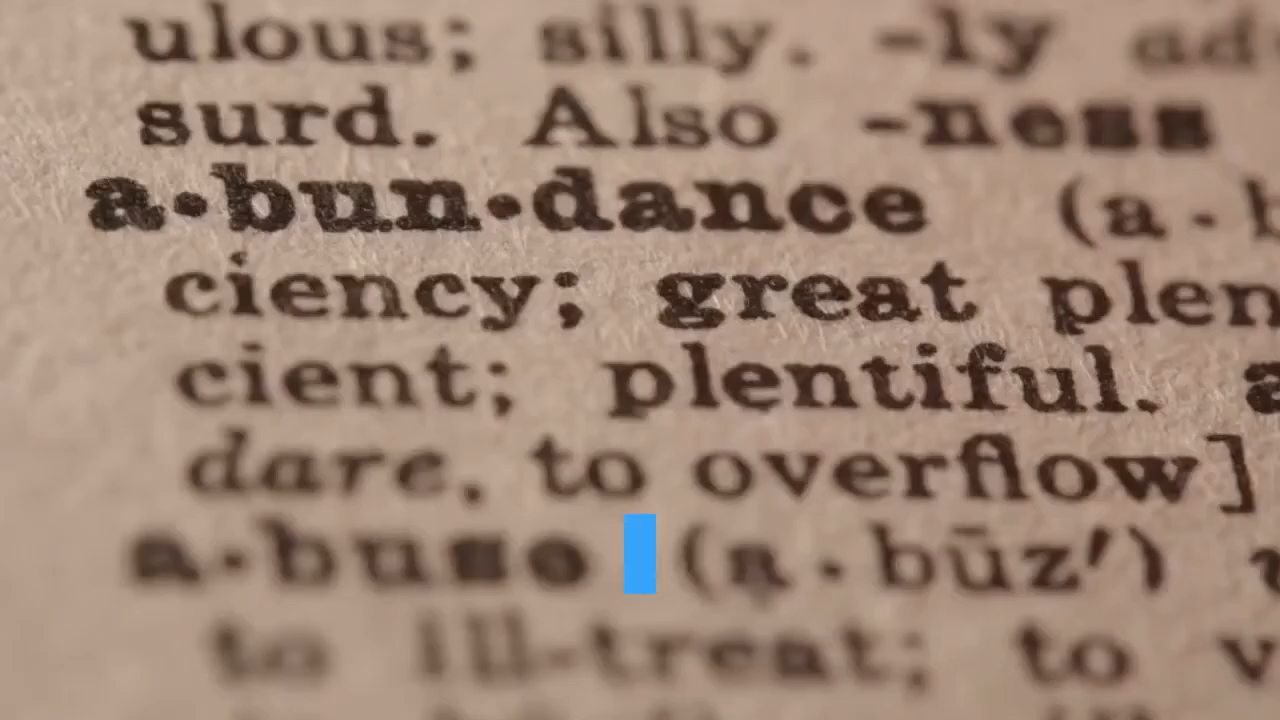 ulous; silly. -ly ad
surd. Also -ness
a·bun·dance (a·b
ciency; great plen
cient; plentiful. a
dare, to overflow]
a·buse (a·būz′) v
to ill-treat; to v